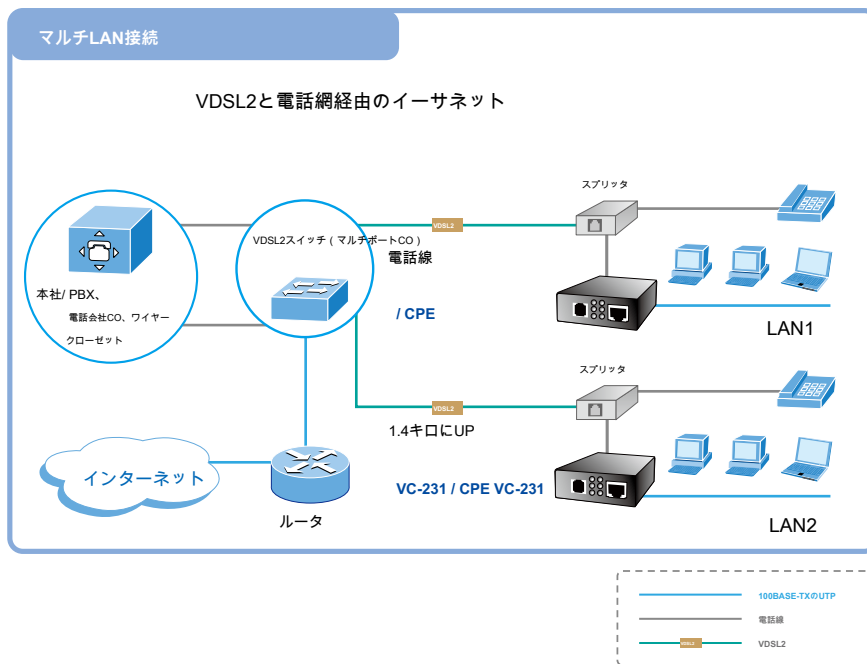 マルチLAN接続
VDSL2と電話網経由のイーサネット
スプリッタ
VDSL2
VDSL2スイッチ（マルチポートCO）
電話線
本社/ PBX、
電話会社CO、ワイヤー
クローゼット
/ CPE
LAN1
スプリッタ
VDSL2
1.4キロにUP
インターネット
VC-231 / CPE VC-231
ルータ
LAN2
100BASE-TXのUTP
電話線
VDSL2
VDSL2